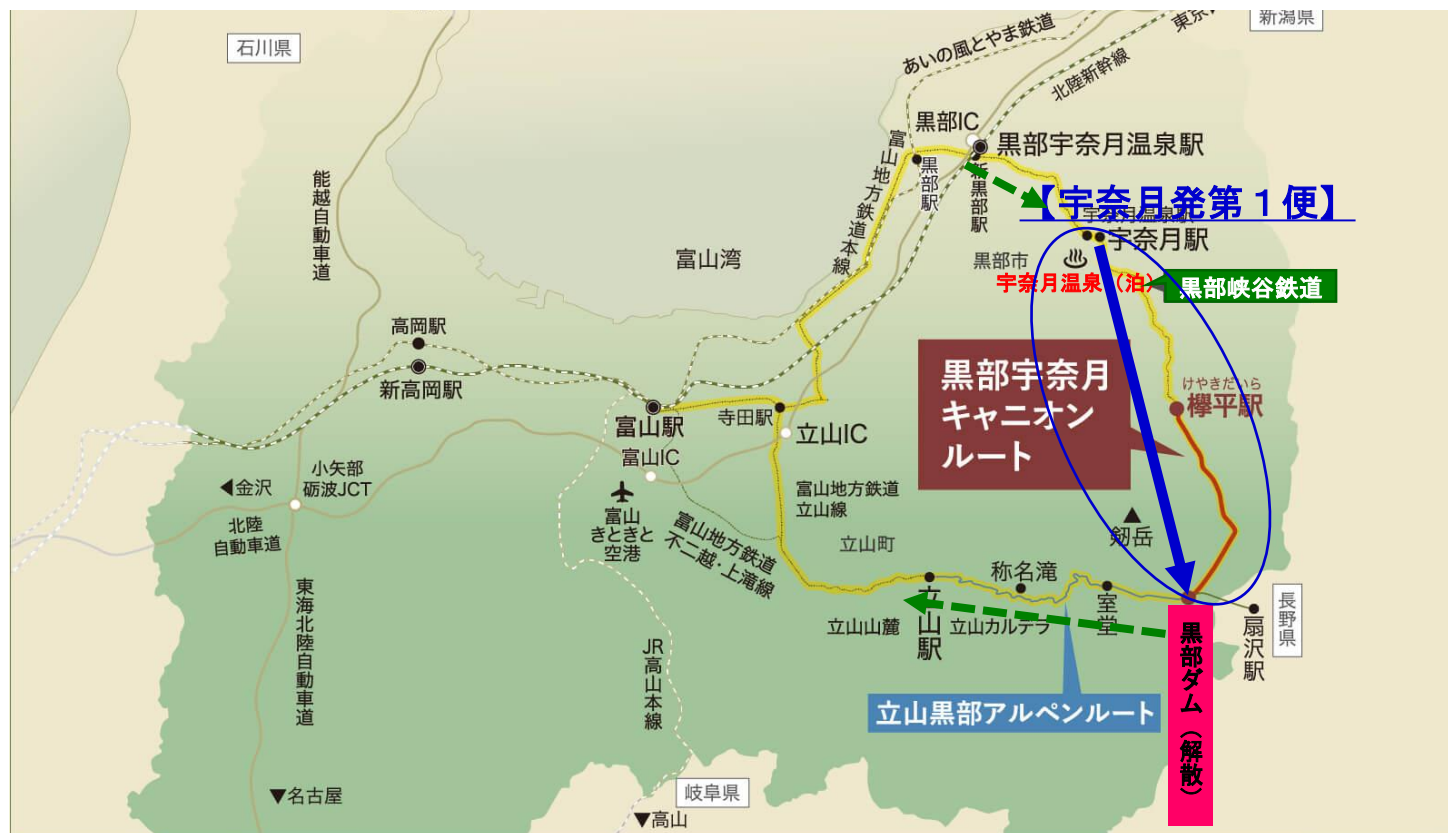 石川県
新潟県
東京
あいの風とやま鉄道
北陸新幹線
黒部IC
黒部宇奈月温泉駅
富山地方鉄道本線
黒部駅
新黒部駅
【宇奈月発第1便】
宇奈月温泉駅
宇奈月駅
黒部市
宇奈月温泉(泊)
黒部峡谷鉄道
能越自動車道
富山湾
高岡駅
新高岡駅
黒部宇奈月
キャニオン
ルート
けやきだいら
欅平駅
富山駅
寺田駅
立山IC
富山IC
小矢部
砺波JCT
◀金沢
北陸
自動車道
富山
きときと
空港
富山地方鉄道
不二越・上滝線
富山地方鉄道
立山線
立山町
▲
剱岳
称名滝
室堂
立山山麓
立山駅
立山カルデラ
扇沢駅
長野県
黒部ダム(解散)
東海北陸自動車道
JR高山本線
立山黒部アルペンルート
▼名古屋
岐阜県
▼高山